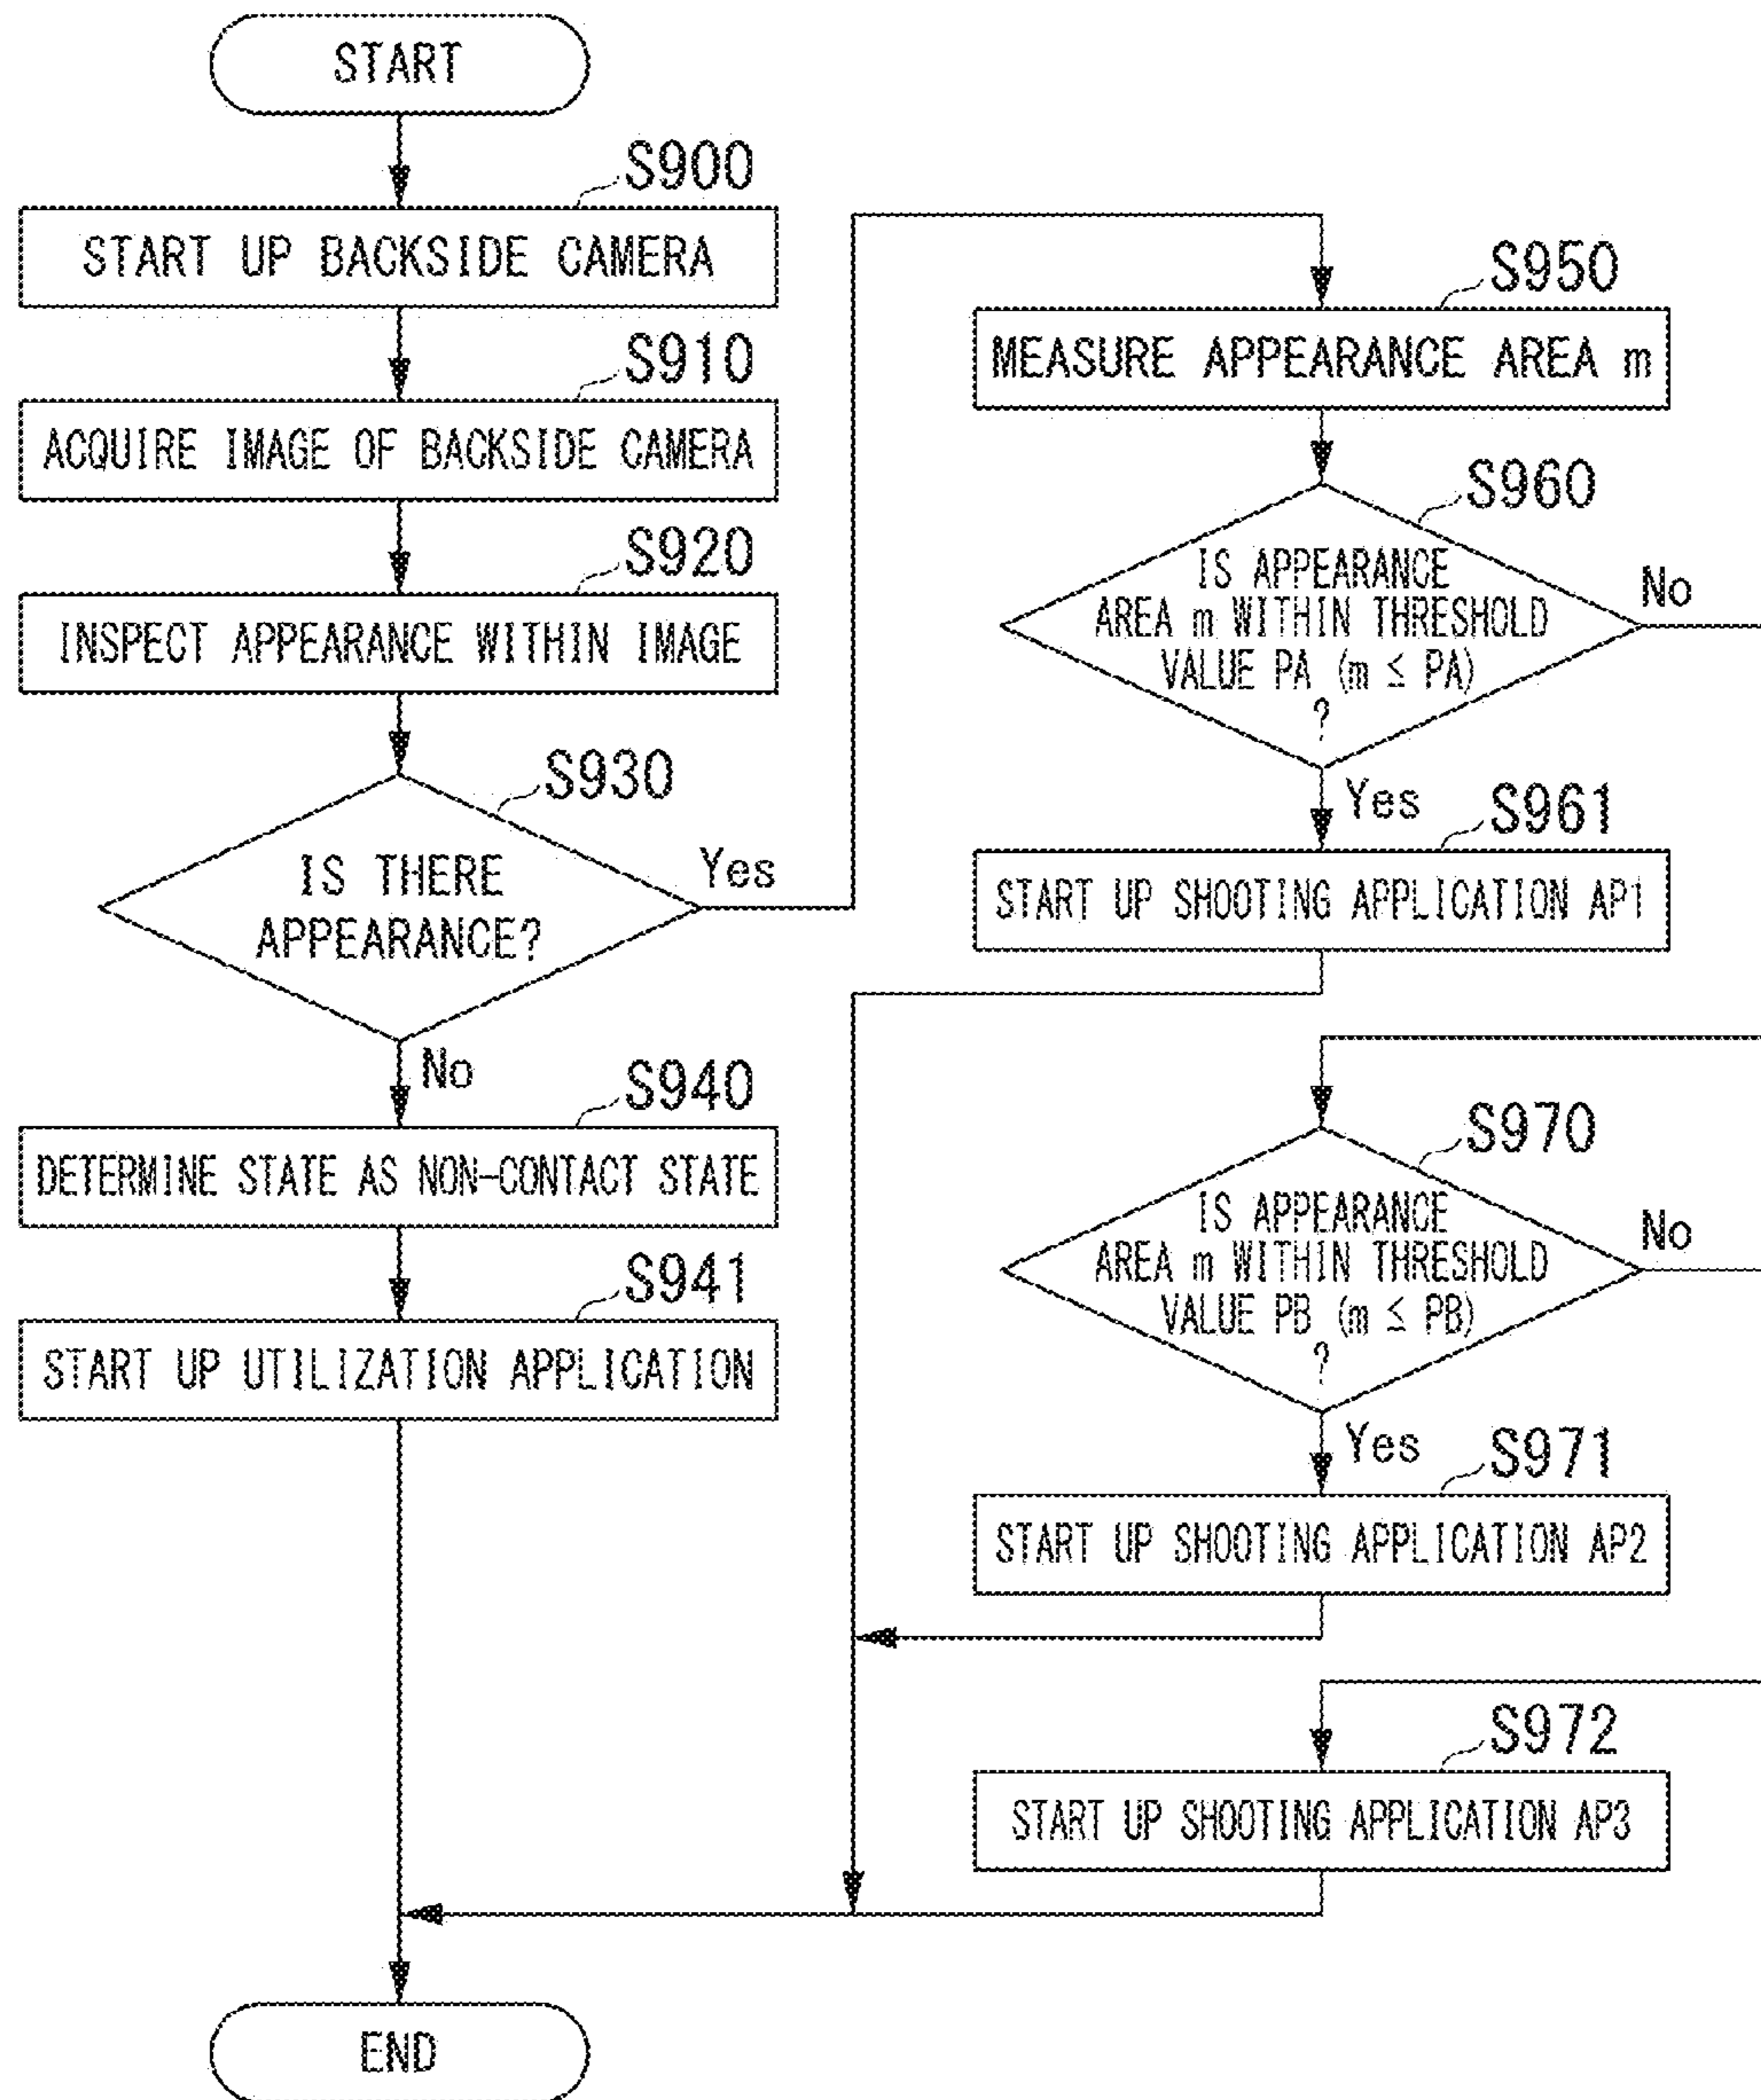 START
S900
START UP BACKSIDE CAMERA
S910
ACQUIRE IMAGE OF BACKSIDE CAMERA
S920
INSPECT APPEARANCE WITHIN IMAGE
S930
IS THERE
APPEARANCE?
Yes
No
S940
DETERMINE STATE AS NON-CONTACT STATE
S941
START UP UTILIZATION APPLICATION
END
S950
MEASURE APPEARANCE AREA m
S960
IS APPEARANCE
AREA m WITHIN THRESHOLD
VALUE PA (m ≤ PA)
?
No
Yes
S961
START UP SHOOTING APPLICATION AP1
S970
IS APPEARANCE
AREA m WITHIN THRESHOLD
VALUE PB (m ≤ PB)
?
No
Yes
S971
START UP SHOOTING APPLICATION AP2
S972
START UP SHOOTING APPLICATION AP3